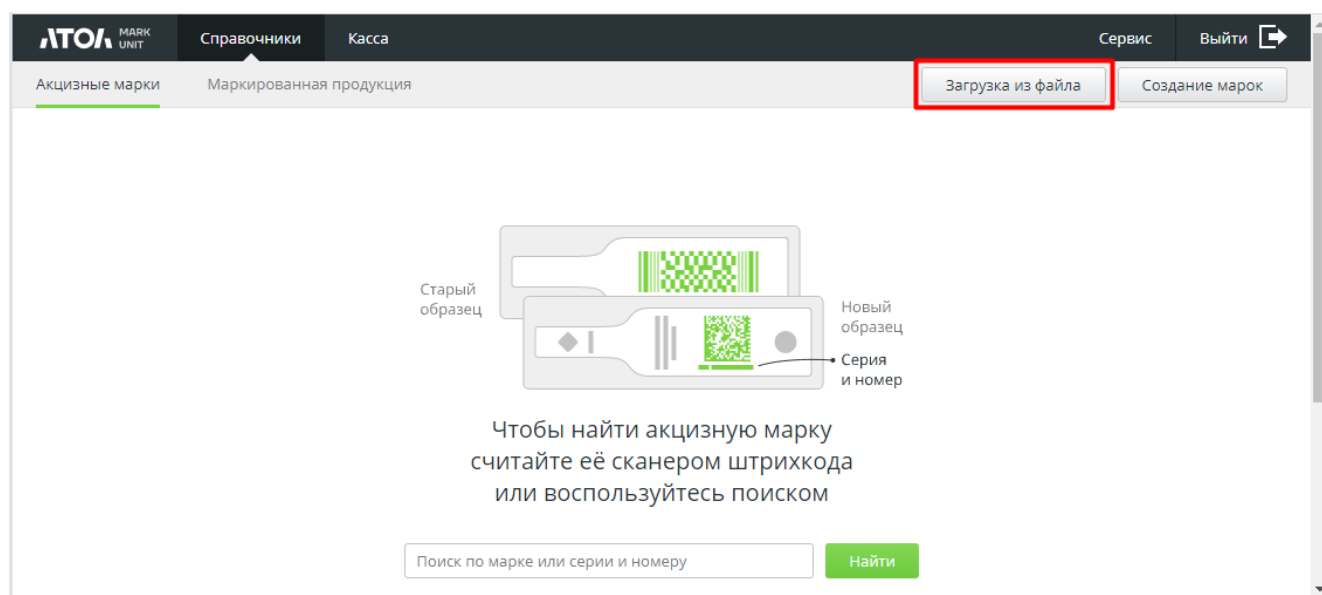 АТОЛ MARK UNIT Справочники Касса Сервис Выйти
Акцизные марки Маркированная продукция Загрузка из файла Создание марок
Старый
образец
Новый
образец
Серия
и номер
Чтобы найти акцизную марку
считайте её сканером штрихкода
или воспользуйтесь поиском
Поиск по марке или серии и номеру Найти